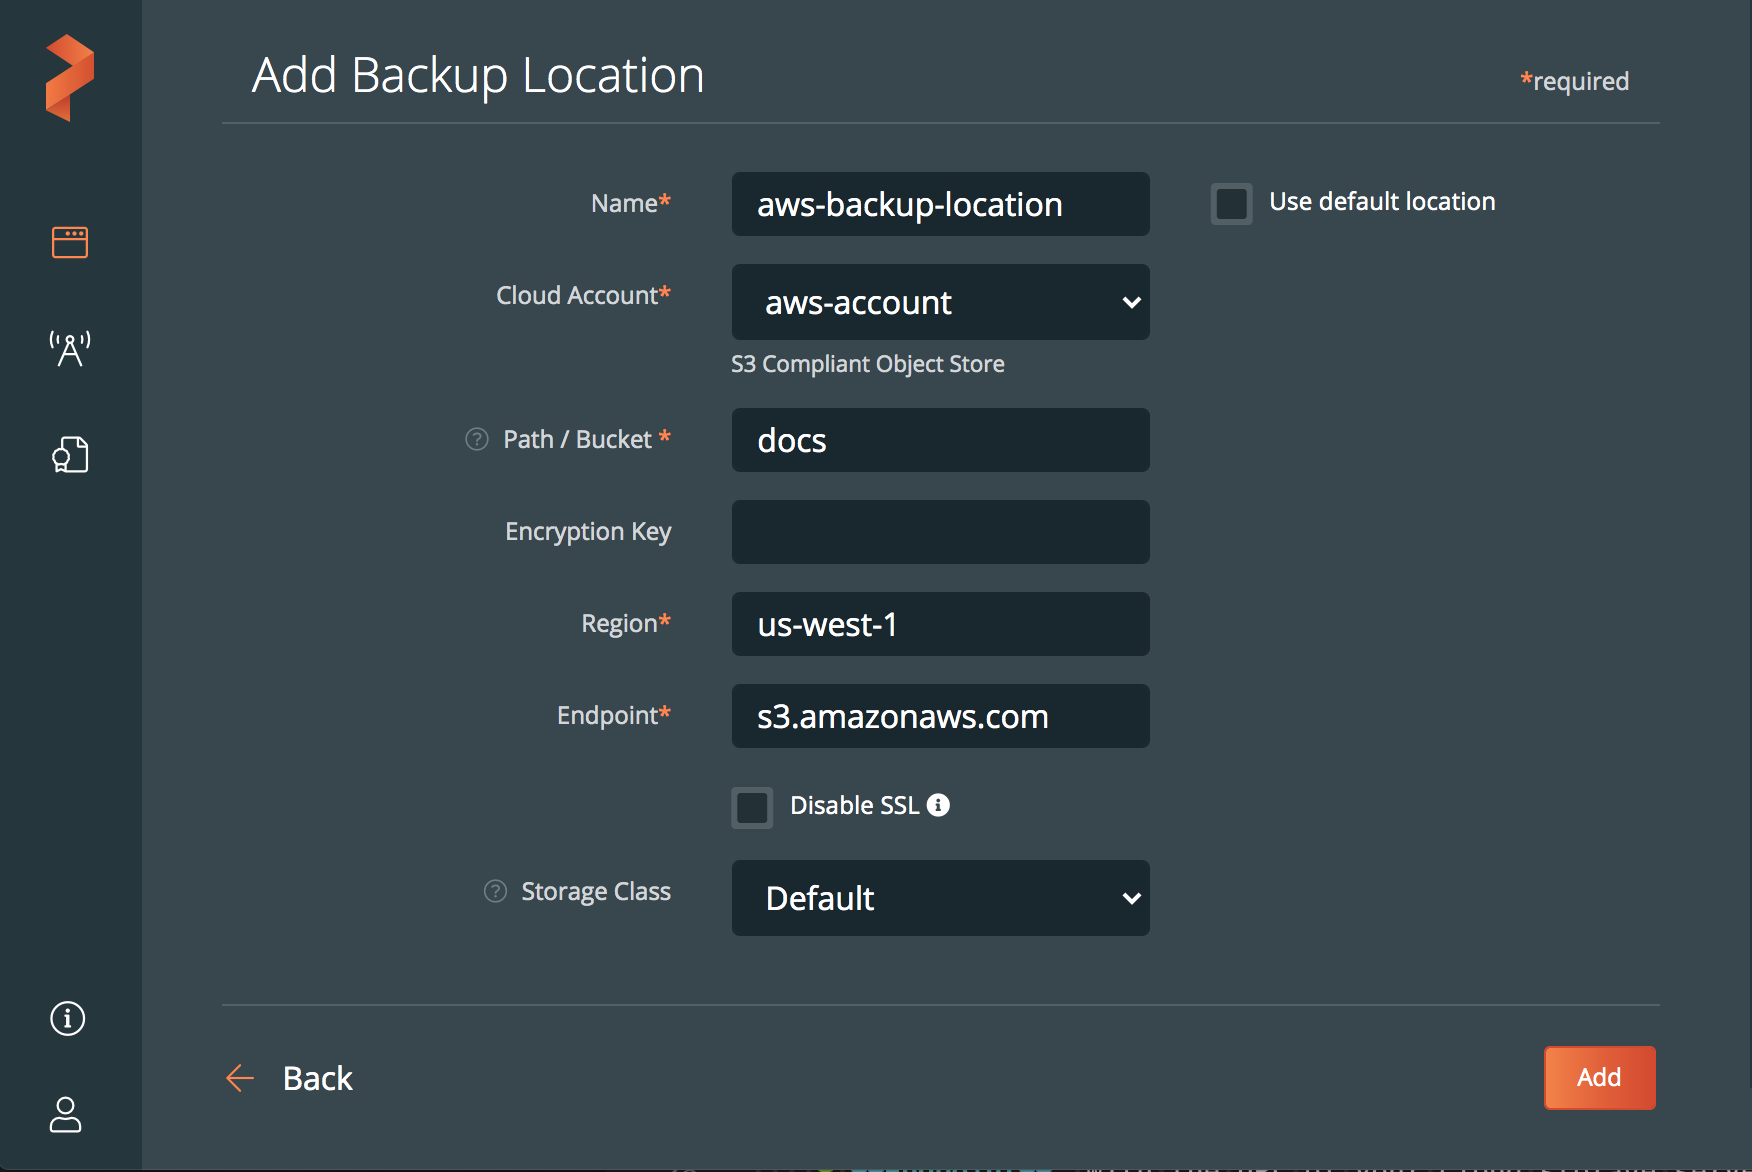 Add Backup Location
*required
Name*
aws-backup-location
Use default location
Cloud Account*
aws-account
S3 Compliant Object Store
? Path / Bucket *
docs
Encryption Key
Region*
us-west-1
Endpoint*
s3.amazonaws.com
Disable SSL i
? Storage Class
Default
i
Back
Add